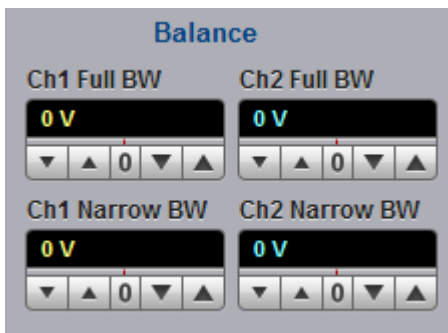 Balance
Ch1 Full BW Ch2 Full BW
0 V 0 V
0 0
Ch1 Narrow BW Ch2 Narrow BW
0 V 0 V
0 0